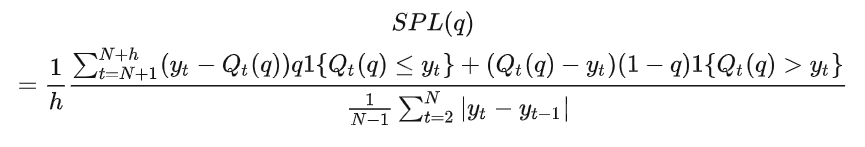 SPL(q)
= \frac{1}{h} \frac{\sum_{t=N+1}^{N+h} (y_t - Q_t(q))q1\{Q_t(q) \leq y_t\} + (Q_t(q) - y_t)(1 - q)1\{Q_t(q) > y_t\}}{\frac{1}{N-1} \sum_{t=2}^{N} |y_t - y_{t-1}|}